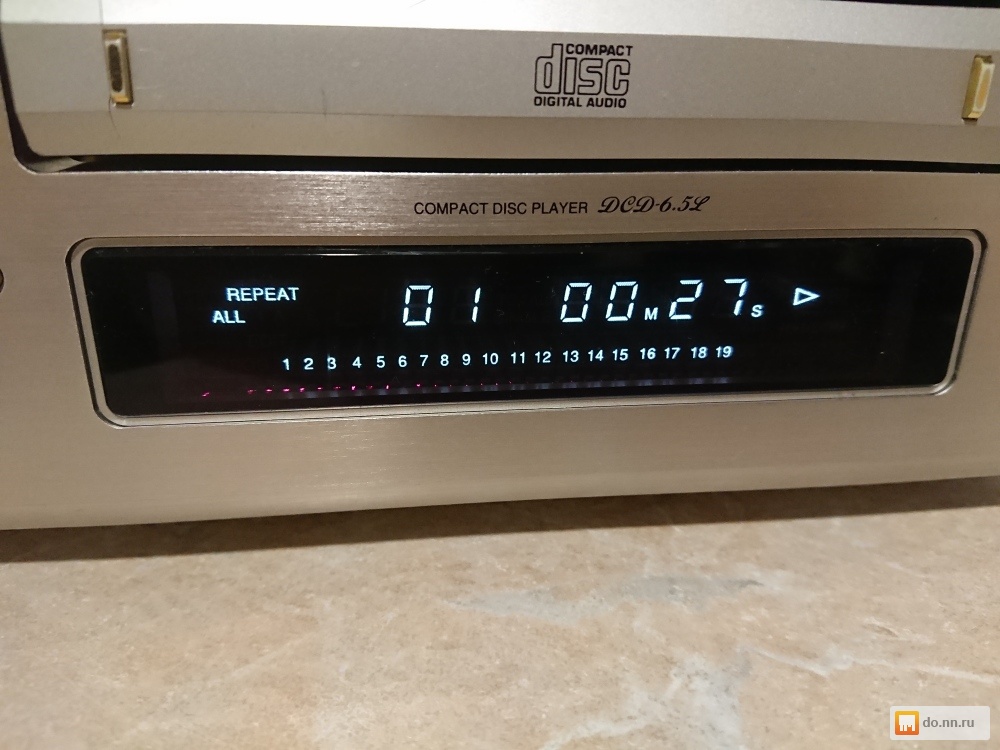 COMPACT
disc
DIGITAL AUDIO
COMPACT DISC PLAYER DCD-6.5L
REPEAT
ALL
01 00M27S
1 2 3 4 5 6 7 8 9 10 11 12 13 14 15 16 17 18 19
do.nn.ru